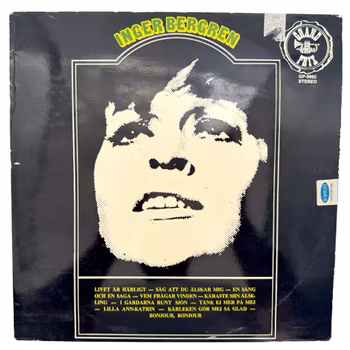 INGER BERGREN
GRAND
PRIX
GP-9962
STEREO
LIVET ÄR HÄRLIGT — SÄG ATT DU ÄLSKAR MIG — EN SÅNG
OCH EN SAGA — VEM FRÅGAR VINDEN — KÄRASTE MIN ÄLSK-
LING — I GÅRDARNA RUNT SJÖN — TÄNK EJ MER PÅ MEJ
— LILLA ANN-KATRIN — KÄRLEKEN GÖR MEJ SÅ GLAD —
BONJOUR, BONJOUR